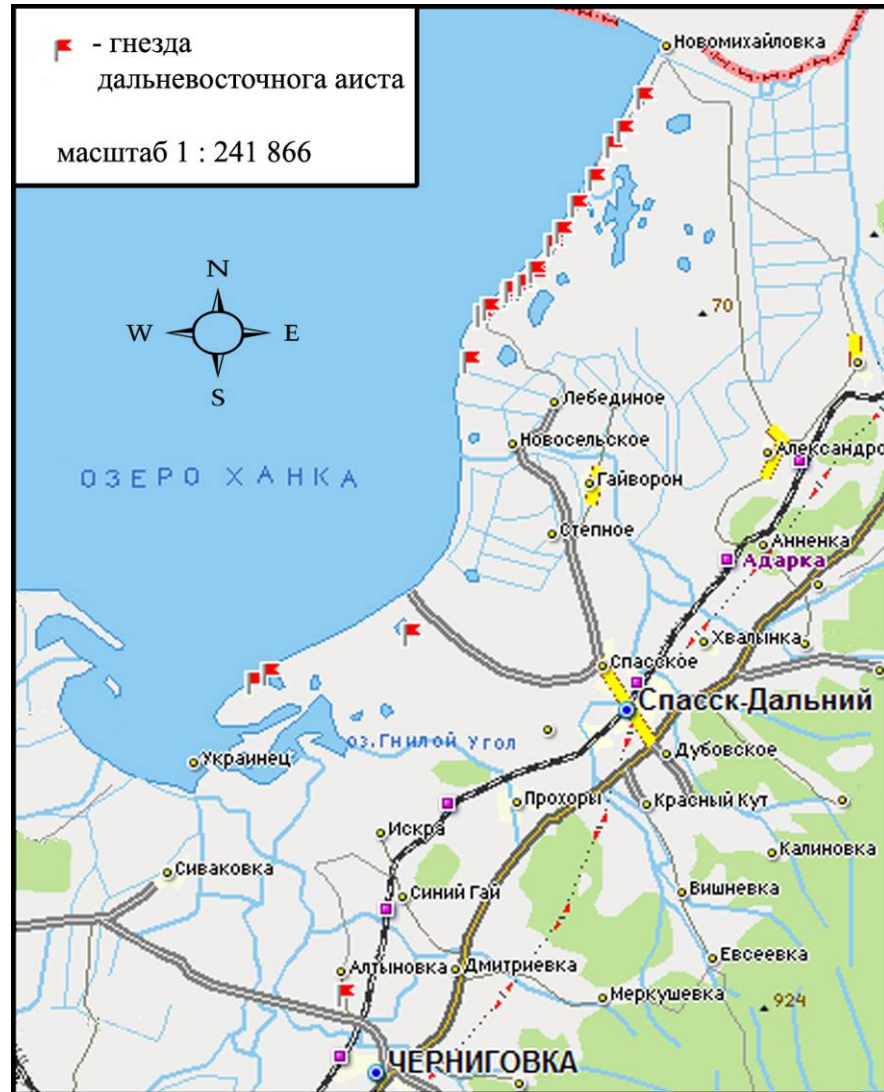 - гнезда
дальневосточнога аиста
масштаб 1 : 241 866
Новомихайловка
N
W E
S
70
Лебединое
Новосельское
Александро
ОЗЕРО ХАНКА
Гайворон
Степное
Анненка
Адарка
Хвалынка
Спасское
Спасск-Дальний
оз.Гнилой Угол
Дубовское
Украинец
Прохоры
Красный Кут
Искра
Калиновка
Сиваковка
Вишневка
Синий Гай
Евсеевка
Алтыновка
Дмитриевка
Меркушевка
924
ЧЕРНИГОВКА